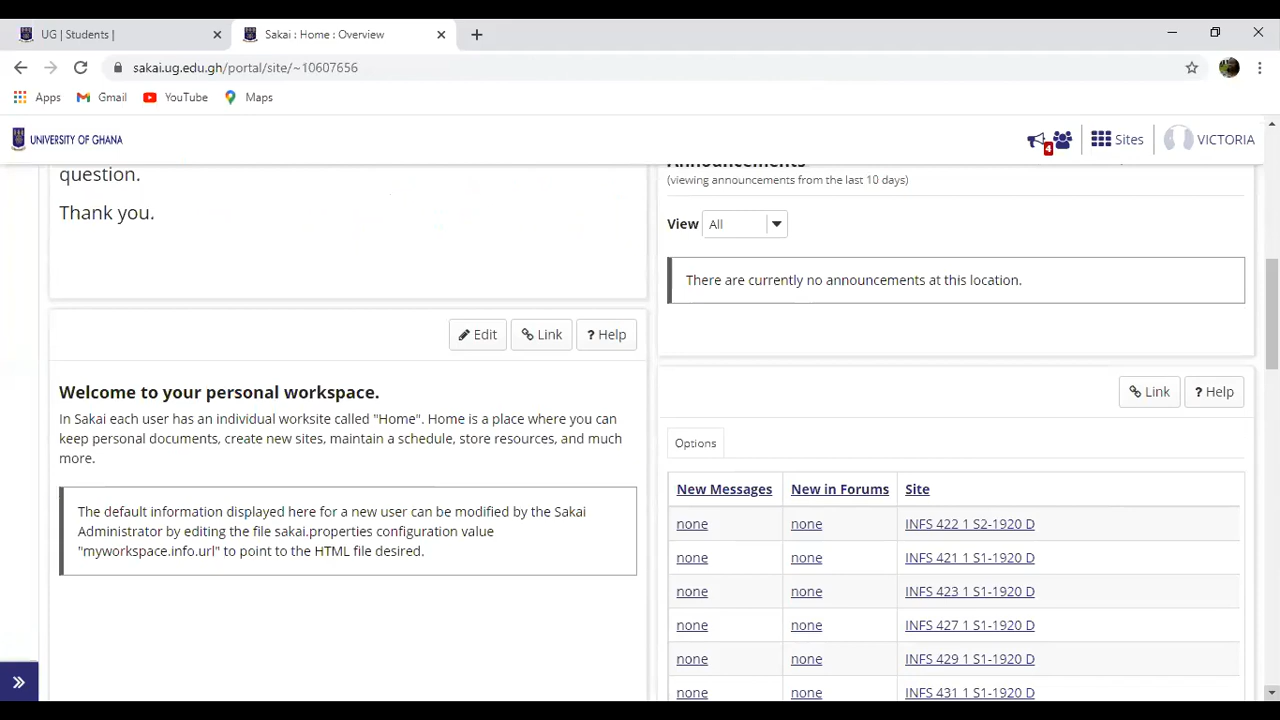 UG | Students |
Sakai : Home : Overview
sakai.ug.edu.gh/portal/site/~10607656
Apps
Gmail
YouTube
Maps
UNIVERSITY OF GHANA
4
Sites
VICTORIA
question.
Thank you.
Edit
Link
? Help
Welcome to your personal workspace.
In Sakai each user has an individual worksite called "Home". Home is a place where you can
keep personal documents, create new sites, maintain a schedule, store resources, and much
more.
The default information displayed here for a new user can be modified by the Sakai
Administrator by editing the file sakai.properties configuration value
"myworkspace.info.url" to point to the HTML file desired.
Announcements
(viewing announcements from the last 10 days)
View All
There are currently no announcements at this location.
Link
? Help
Options
New Messages New in Forums Site
none none INFS 422 1 S2-1920 D
none none INFS 421 1 S1-1920 D
none none INFS 423 1 S1-1920 D
none none INFS 427 1 S1-1920 D
none none INFS 429 1 S1-1920 D
none none INFS 431 1 S1-1920 D